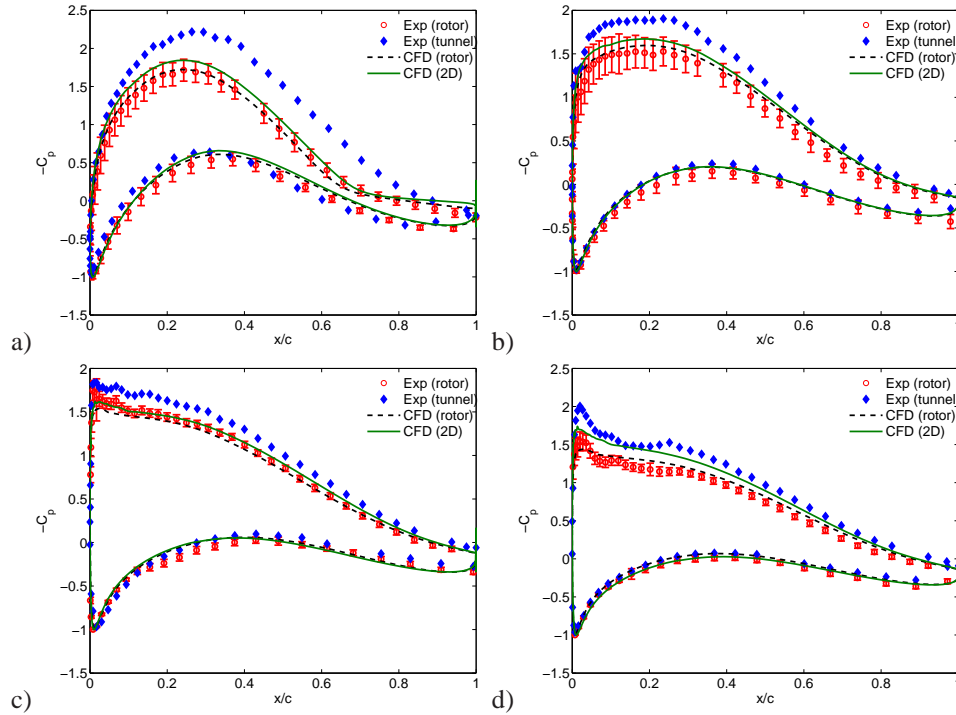 a)
2.5
2
1.5
1
0.5
0
−0.5
−1
−1.5
−Cp
0 0.2 0.4 0.6 0.8 1
x/c
Exp (rotor)
Exp (tunnel)
CFD (rotor)
CFD (2D)
b)
2
1.5
1
0.5
0
−0.5
−1
−1.5
−Cp
0 0.2 0.4 0.6 0.8 1
x/c
Exp (rotor)
Exp (tunnel)
CFD (rotor)
CFD (2D)
c)
2
1.5
1
0.5
0
−0.5
−1
−1.5
−Cp
0 0.2 0.4 0.6 0.8 1
x/c
Exp (rotor)
Exp (tunnel)
CFD (rotor)
CFD (2D)
d)
2.5
2
1.5
1
0.5
0
−0.5
−1
−1.5
−Cp
0 0.2 0.4 0.6 0.8 1
x/c
Exp (rotor)
Exp (tunnel)
CFD (rotor)
CFD (2D)